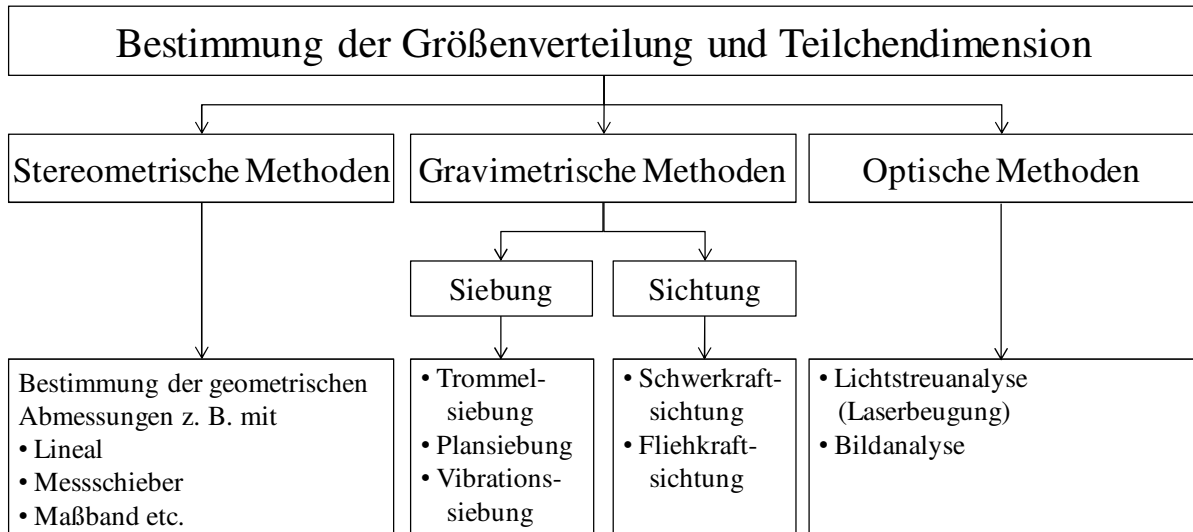 Bestimmung der Größenverteilung und Teilchendimension
Stereometrische Methoden
Gravimetrische Methoden
Optische Methoden
Siebung
Sichtung
Bestimmung der geometrischen
Abmessungen z. B. mit
• Lineal
• Messschieber
• Maßband etc.
• Trommel-
siebung
• Plansiebung
• Vibrations-
siebung
• Schwerkraft-
sichtung
• Fliehkraft-
sichtung
• Lichtstreuanalyse
(Laserbeugung)
• Bildanalyse